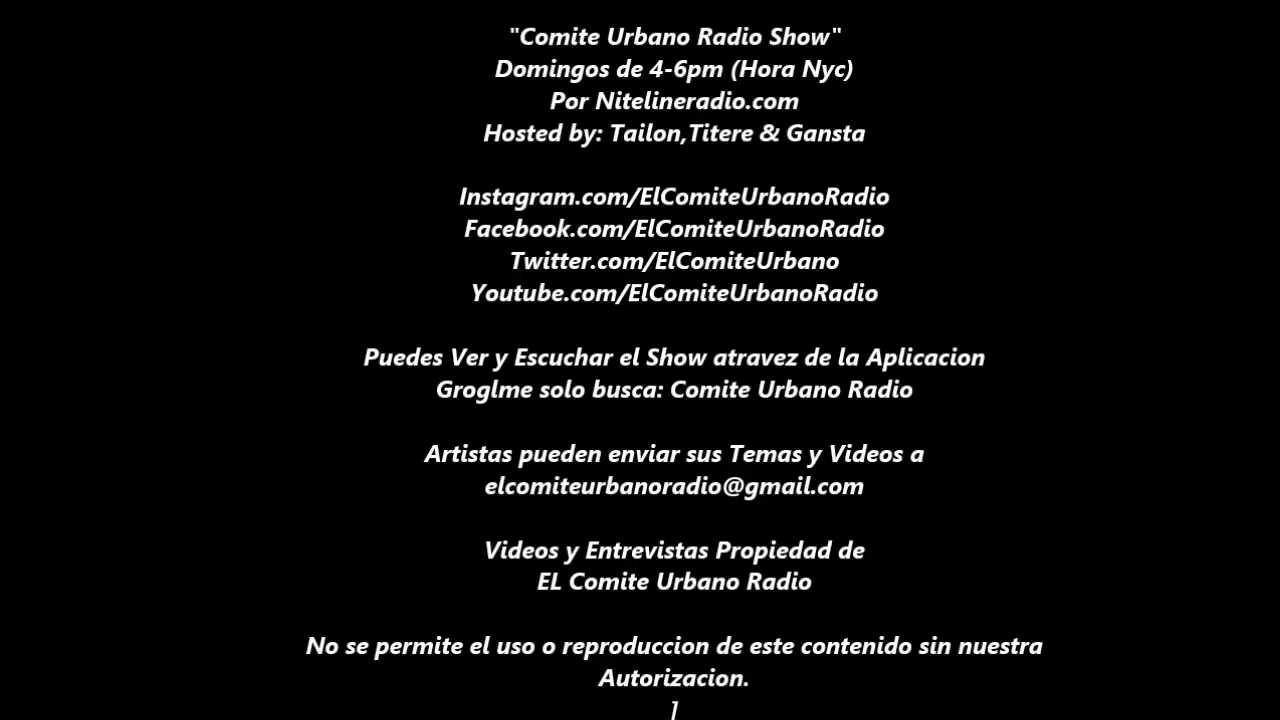 "Comite Urbano Radio Show"
Domingos de 4-6pm (Hora Nyc)
Por Nitelineradio.com
Hosted by: Tailon,Titere & Gansta
Instagram.com/ElComiteUrbanoRadio
Facebook.com/ElComiteUrbanoRadio
Twitter.com/ElComiteUrbano
Youtube.com/ElComiteUrbanoRadio
Puedes Ver y Escuchar el Show atravez de la Aplicacion
Groglme solo busca: Comite Urbano Radio
Artistas pueden enviar sus Temas y Videos a
elcomiteurbanoradio@gmail.com
Videos y Entrevistas Propiedad de
EL Comite Urbano Radio
No se permite el uso o reproduccion de este contenido sin nuestra
Autorizacion.